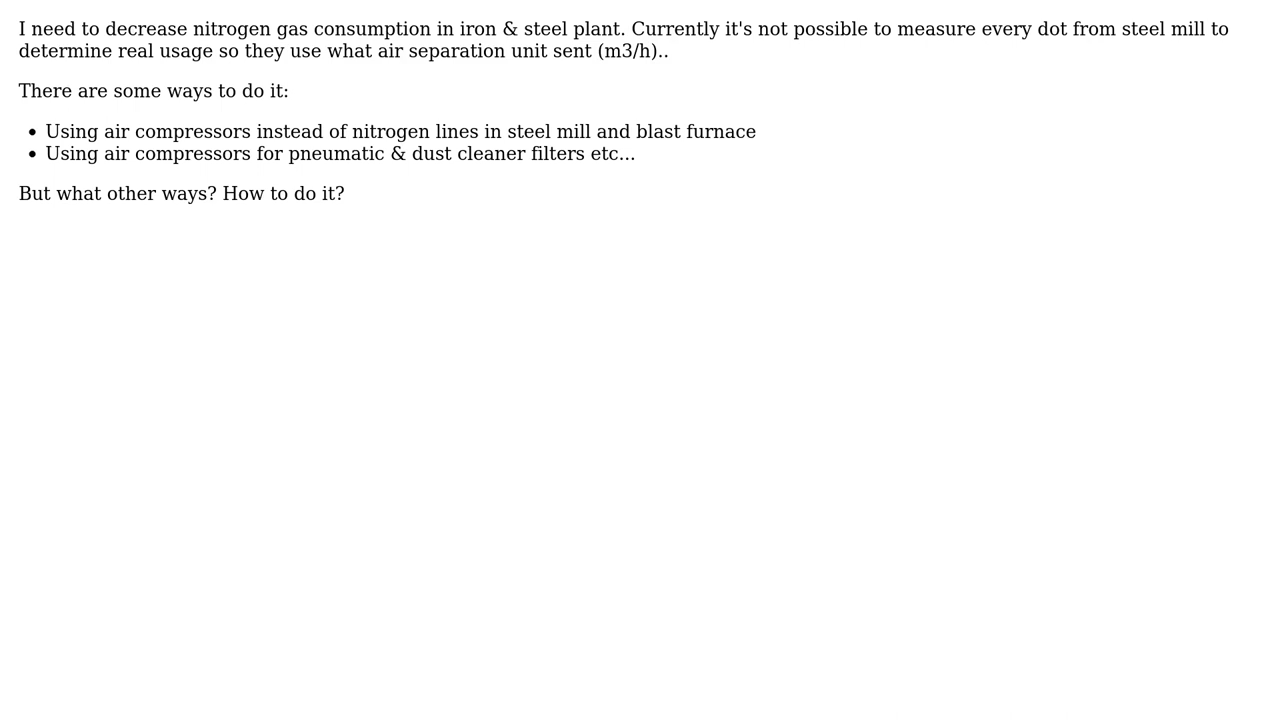 I need to decrease nitrogen gas consumption in iron & steel plant. Currently it's not possible to measure every dot from steel mill to
determine real usage so they use what air separation unit sent (m3/h)..
There are some ways to do it:
• Using air compressors instead of nitrogen lines in steel mill and blast furnace
• Using air compressors for pneumatic & dust cleaner filters etc...
But what other ways? How to do it?